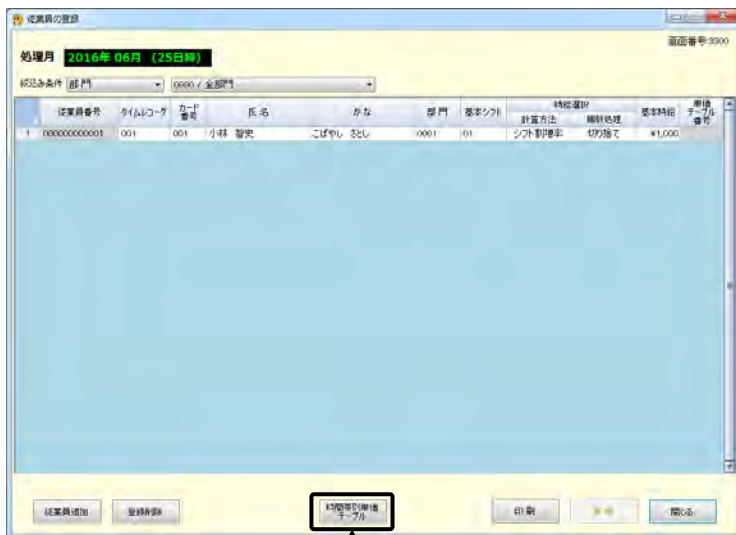 従業員の登録
画面番号:3300
処理月 2016年 06月 (25日締)
絞込み条件 部門 0000 / 全部門
従業員番号 タイムレコーダ カード番号 氏名 かな 部門 基本シフト 時給選択 計算方法 端数処理 基本時給 単価テーブル番号
1 000000000001 001 001 小林 智史 こばやし さとし 0001 01 シフト割増率 切り捨て ¥1,000
従業員追加 登録削除 時間帯別単価テーブル 印刷 閉じる